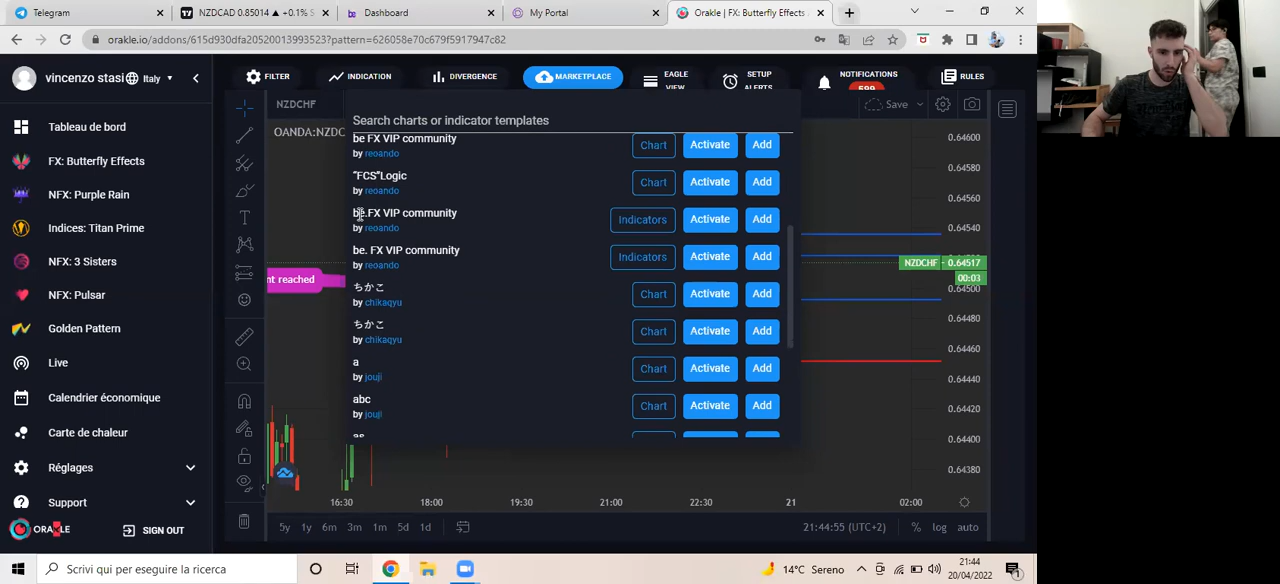 Telegram
NZDCAD 0.85014 ▲ +0.1% S
Dashboard
My Portal
Orakle | FX: Butterfly Effects
orakle.io/addons/615d930dfa205200139935​23?pattern=626058e70c679f5917947c82
vincenzo stasi
Italy
FILTER
INDICATION
DIVERGENCE
MARKETPLACE
EAGLE VIEW
SETUP ALERTS
NOTIFICATIONS
599
RULES
Tableau de bord
FX: Butterfly Effects
NFX: Purple Rain
Indices: Titan Prime
NFX: 3 Sisters
NFX: Pulsar
Golden Pattern
Live
Calendrier économique
Carte de chaleur
Réglages
Support
ORAKLE
SIGN OUT
NZDCHF
OANDA:NZDC
Save
nt reached
Search charts or indicator templates
be FX VIP community
by reoando
Chart Activate Add
"FCS"Logic
by reoando
Chart Activate Add
be.FX VIP community
by reoando
Indicators Activate Add
be. FX VIP community
by reoando
Indicators Activate Add
ちかこ
by chikaqyu
Chart Activate Add
ちかこ
by chikaqyu
Chart Activate Add
a
by jouji
Chart Activate Add
abc
by jouji
Chart Activate Add
as
0.64600
0.64580
0.64560
0.64540
NZDCHF 0.64517
00:03
0.64500
0.64480
0.64460
0.64440
0.64420
0.64400
0.64380
16:30 18:00 19:30 21:00 22:30 21 02:00
5y 1y 6m 3m 1m 5d 1d
21:44:55 (UTC+2) % log auto
Scrivi qui per eseguire la ricerca
14°C Sereno
21:44
20/04/2022
1